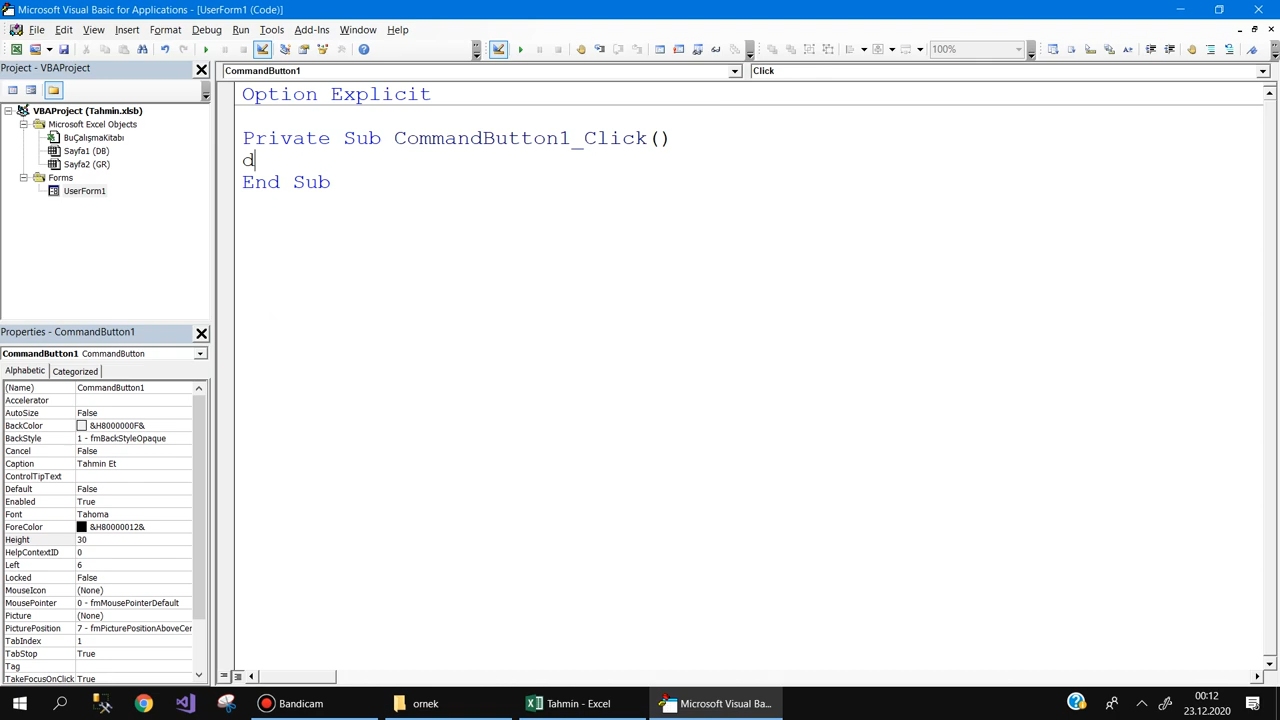 Microsoft Visual Basic for Applications - [UserForm1 (Code)]
File Edit View Insert Format Debug Run Tools Add-Ins Window Help
100%
Project - VBAProject
VBAProject (Tahmin.xlsb)
Microsoft Excel Objects
BuÇalışmaKitabı
Sayfa1 (DB)
Sayfa2 (GR)
Forms
UserForm1
Properties - CommandButton1
CommandButton1 CommandButton
Alphabetic Categorized
(Name) CommandButton1
Accelerator
AutoSize False
BackColor &H8000000F&
BackStyle 1 - fmBackStyleOpaque
Cancel False
Caption Tahmin Et
ControlTipText
Default False
Enabled True
Font Tahoma
ForeColor &H80000012&
Height 30
HelpContextID 0
Left 6
Locked False
MouseIcon (None)
MousePointer 0 - fmMousePointerDefault
Picture (None)
PicturePosition 7 - fmPicturePositionAboveCer
TabIndex 1
TabStop True
Tag
TakeFocusOnClick True
CommandButton1 Click
Option Explicit
Private Sub CommandButton1_Click()
d
End Sub
Bandicam ornek Tahmin - Excel Microsoft Visual Ba...
00:12
23.12.2020